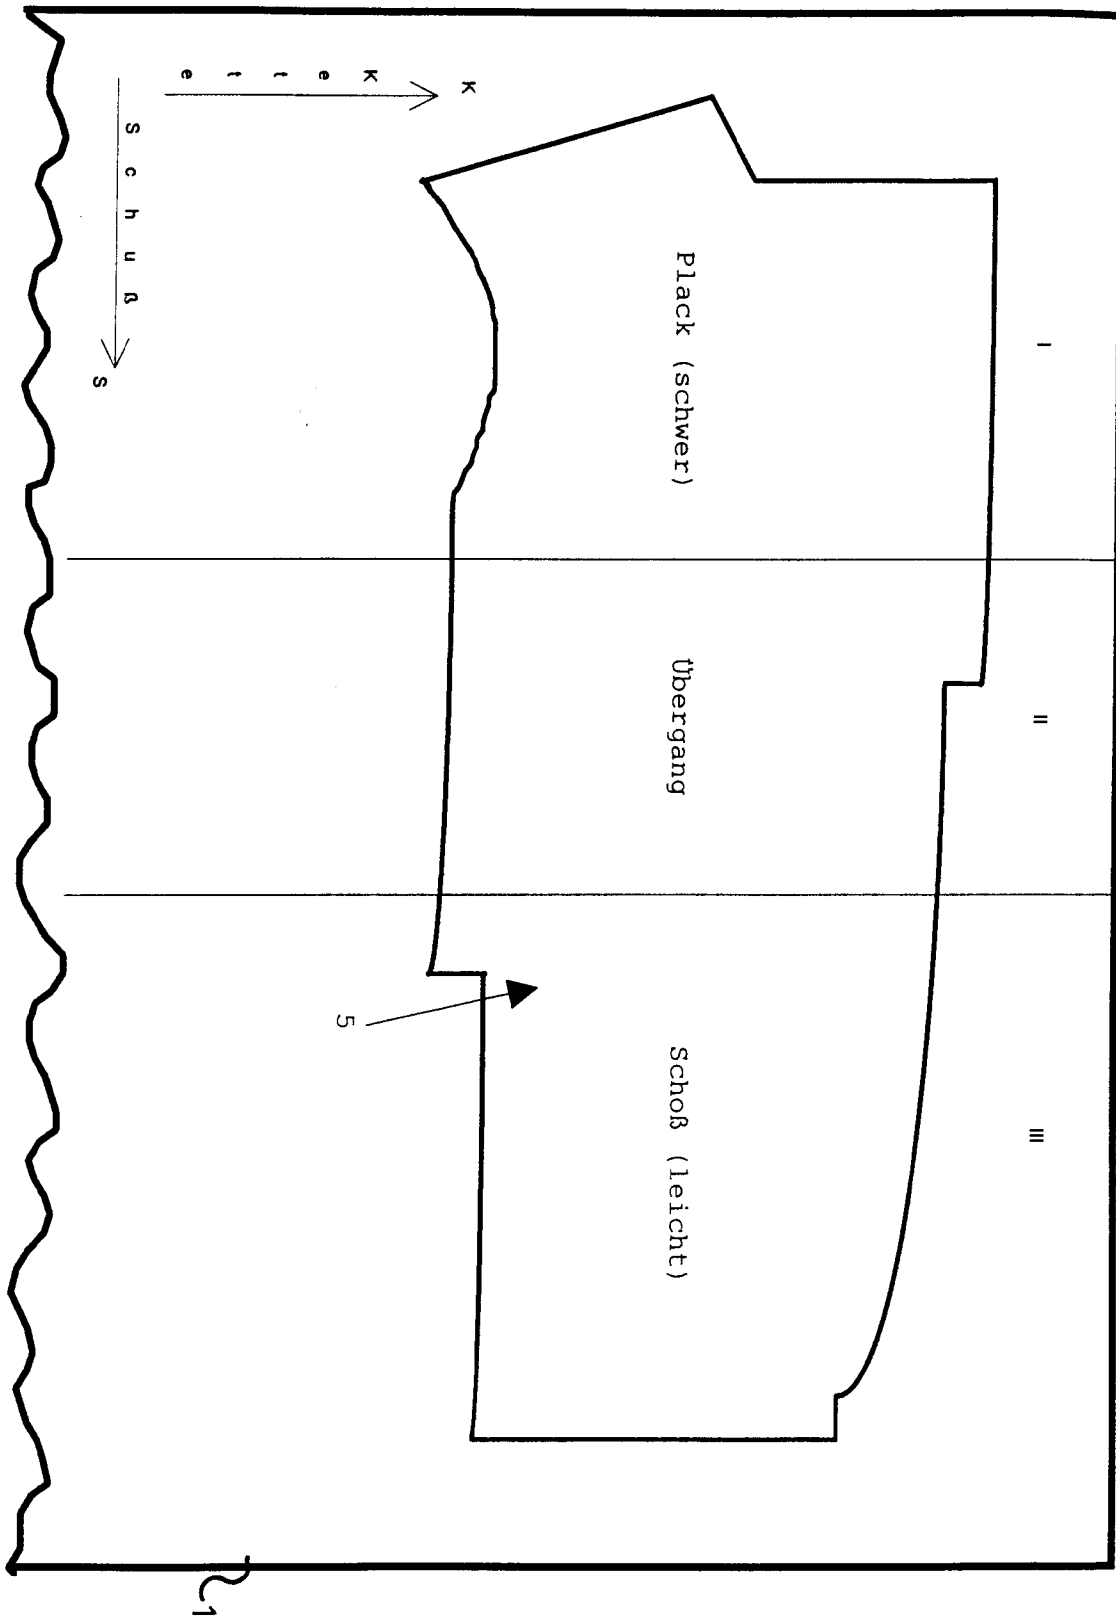 I
II
III
Plack (schwer)
Übergang
Schoß (leicht)
5
K
Kette
Schuß
S
1